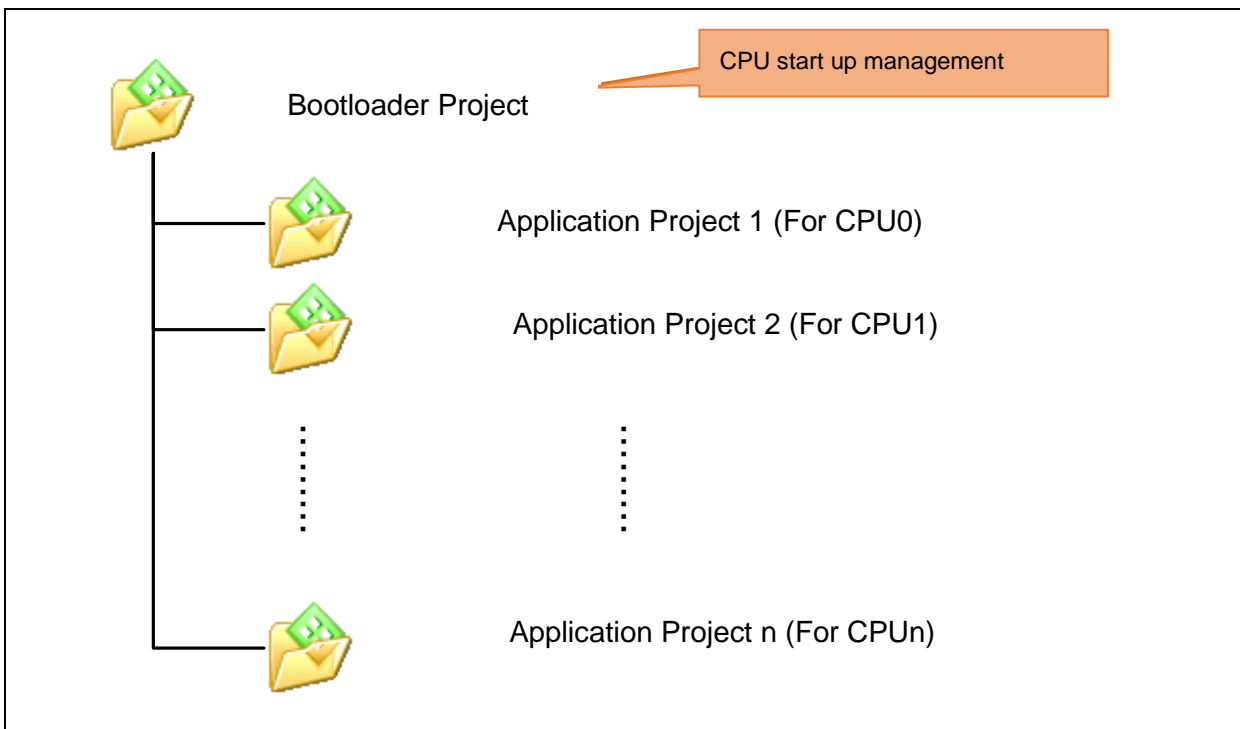 CPU start up management
Bootloader Project
Application Project 1 (For CPU0)
Application Project 2 (For CPU1)
Application Project n (For CPUn)